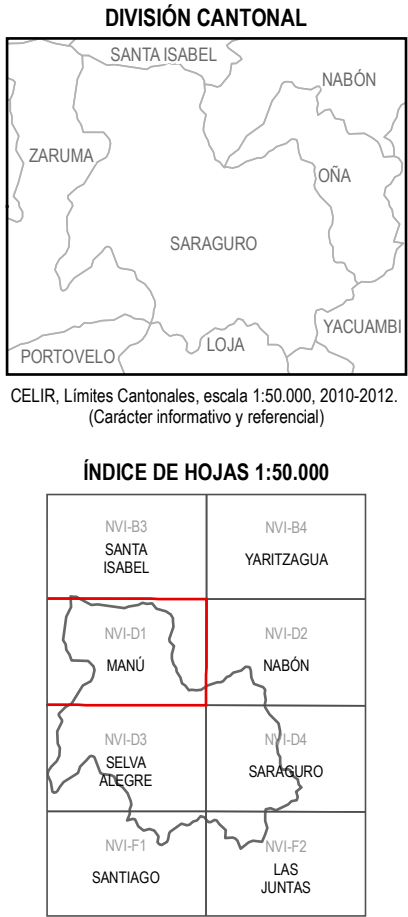 DIVISIÓN CANTONAL
SANTA ISABEL
NABÓN
ZARUMA
OÑA
SARAGURO
YACUAMBI
LOJA
PORTOVELO
CELIR, Límites Cantonales, escala 1:50.000, 2010-2012.
(Carácter informativo y referencial)
ÍNDICE DE HOJAS 1:50.000
NVI-B3
SANTA
ISABEL
NVI-B4
YARITZAGUA
NVI-D1
MANÚ
NVI-D2
NABÓN
NVI-D3
SELVA
ALEGRE
NVI-D4
SARAGURO
NVI-F1
SANTIAGO
NVI-F2
LAS
JUNTAS